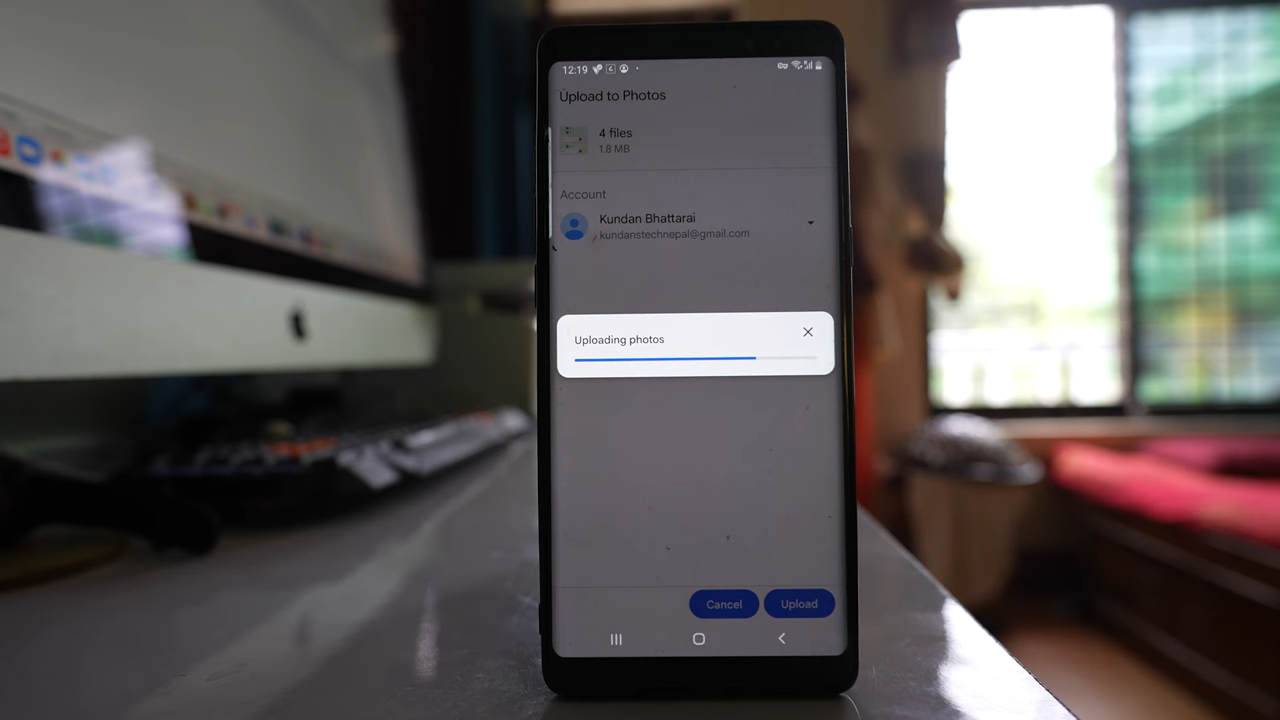 12:19
Upload to Photos
4 files
1.8 MB
Account
Kundan Bhattarai
kundanstechnepal@gmail.com
Uploading photos
Cancel
Upload